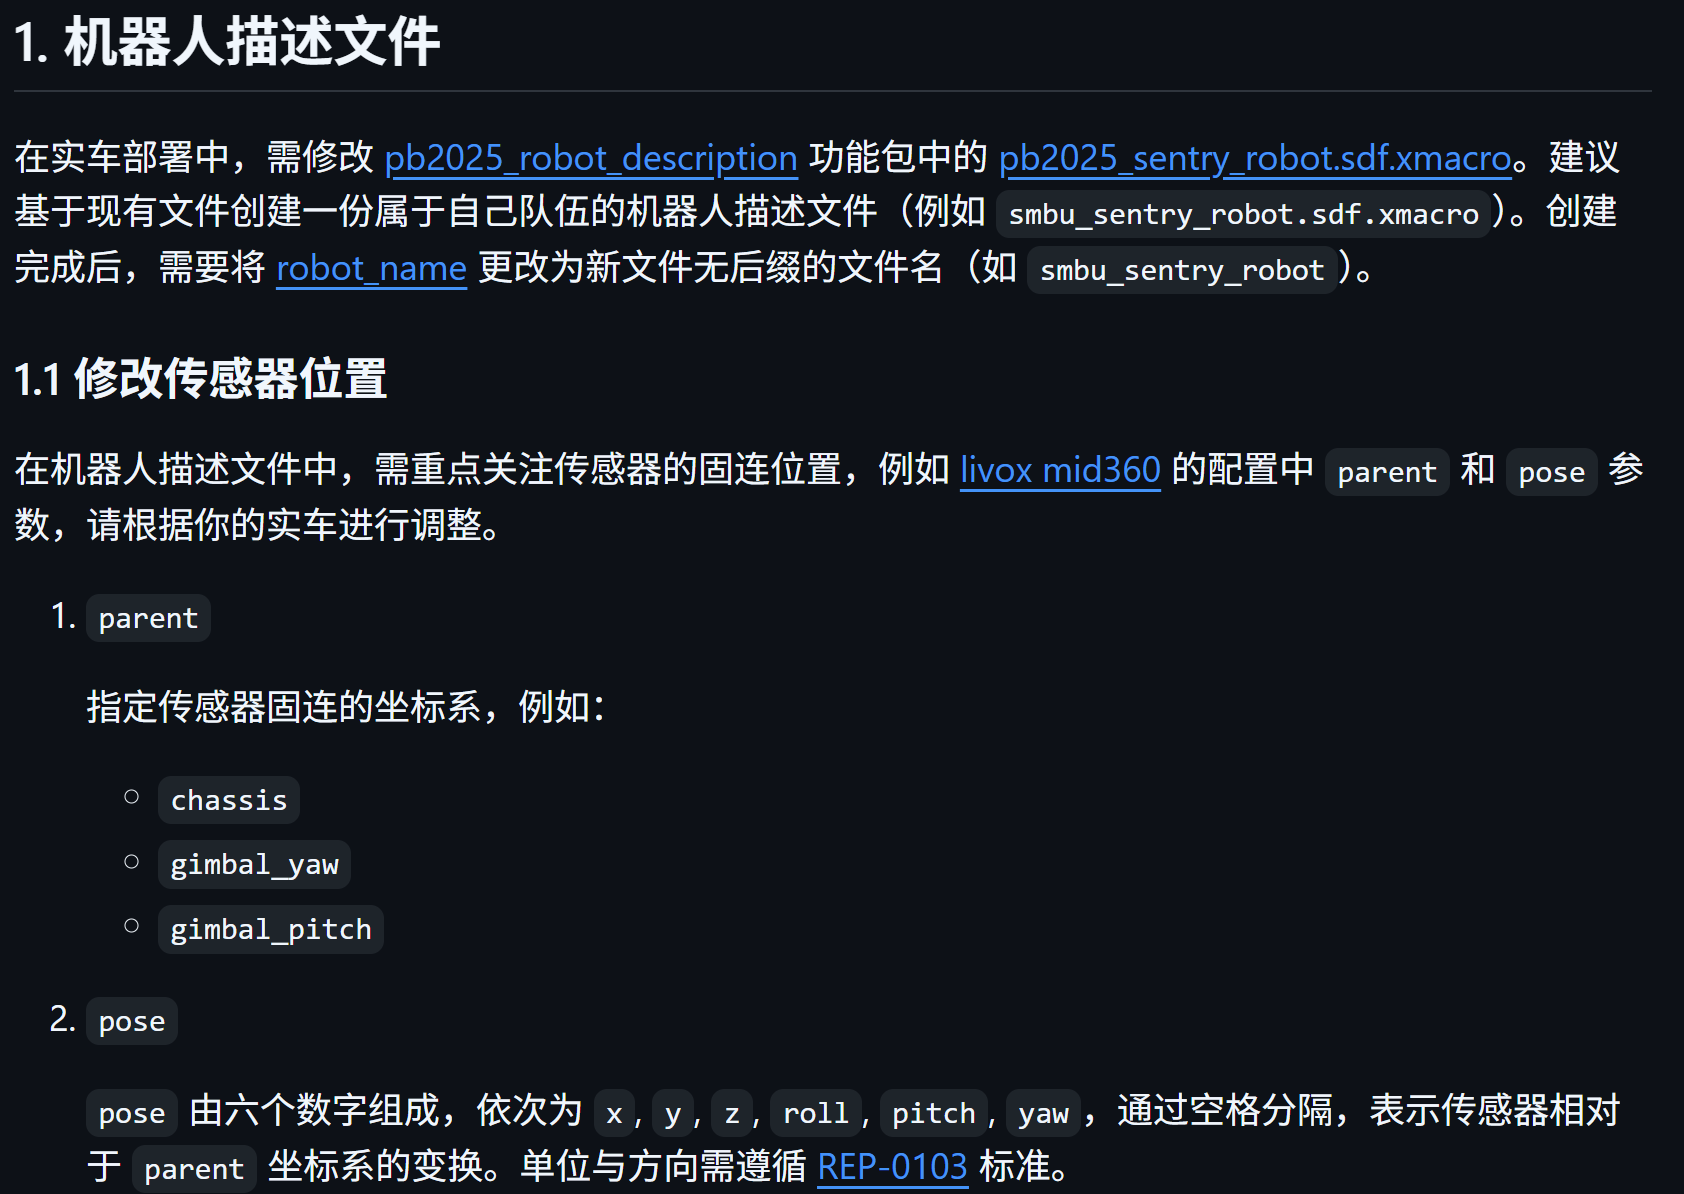 1. 机器人描述文件
在实车部署中，需修改 pb2025_robot_description 功能包中的 pb2025_sentry_robot.sdf.xmacro。建议
基于现有文件创建一份属于自己队伍的机器人描述文件（例如 smbu_sentry_robot.sdf.xmacro）。创建
完成后，需要将 robot_name 更改为新文件无后缀的文件名（如 smbu_sentry_robot）。
1.1 修改传感器位置
在机器人描述文件中，需重点关注传感器的固连位置，例如 livox mid360 的配置中 parent 和 pose 参
数，请根据你的实车进行调整。
1. parent
指定传感器固连的坐标系，例如：
○ chassis
○ gimbal_yaw
○ gimbal_pitch
2. pose
pose 由六个数字组成，依次为 x, y, z, roll, pitch, yaw，通过空格分隔，表示传感器相对
于 parent 坐标系的变换。单位与方向需遵循 REP-0103 标准。